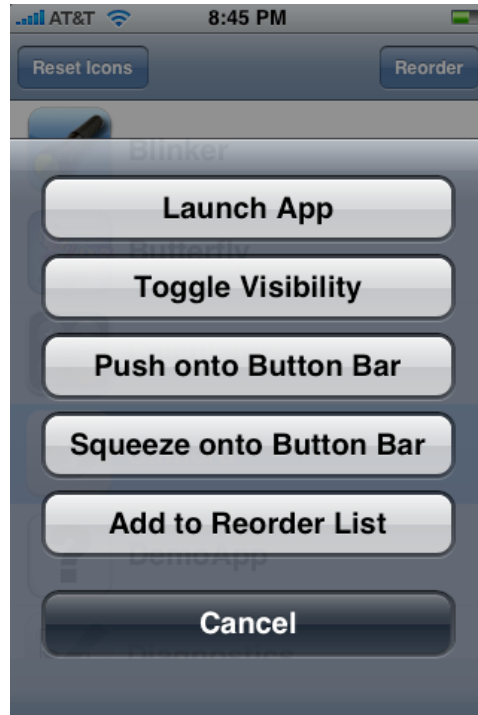 AT&T 8:45 PM
Reset Icons Reorder
Blinker
Launch App
Butterfly
Toggle Visibility
Push onto Button Bar
Squeeze onto Button Bar
Add to Reorder List
DemoApp
Cancel
Diagnostics